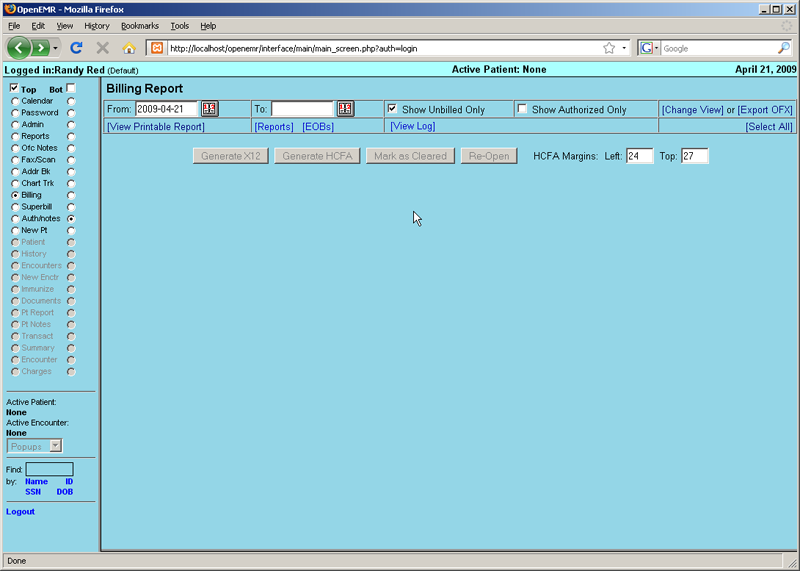 OpenEMR - Mozilla Firefox
File Edit View History Bookmarks Tools Help
http://localhost/openemr/interface/main/main_screen.php?auth=login
Google
Logged in:Randy Red (Default) Active Patient: None April 21, 2009
Top Bot
Calendar
Password
Admin
Reports
Ofc Notes
Fax/Scan
Addr Bk
Chart Trk
Billing
Superbill
Auth/notes
New Pt
Patient
History
Encounters
New Enctr
Immunize
Documents
Pt Report
Pt Notes
Transact
Summary
Encounter
Charges
Active Patient:
None
Active Encounter:
None
Popups
Find:
by: Name ID
SSN DOB
Logout
Billing Report
From: 2009-04-21 To: Show Unbilled Only Show Authorized Only [Change View] or [Export OFX]
[View Printable Report] [Reports] [EOBs] [View Log] [Select All]
Generate X12 Generate HCFA Mark as Cleared Re-Open HCFA Margins: Left: 24 Top: 27
Done